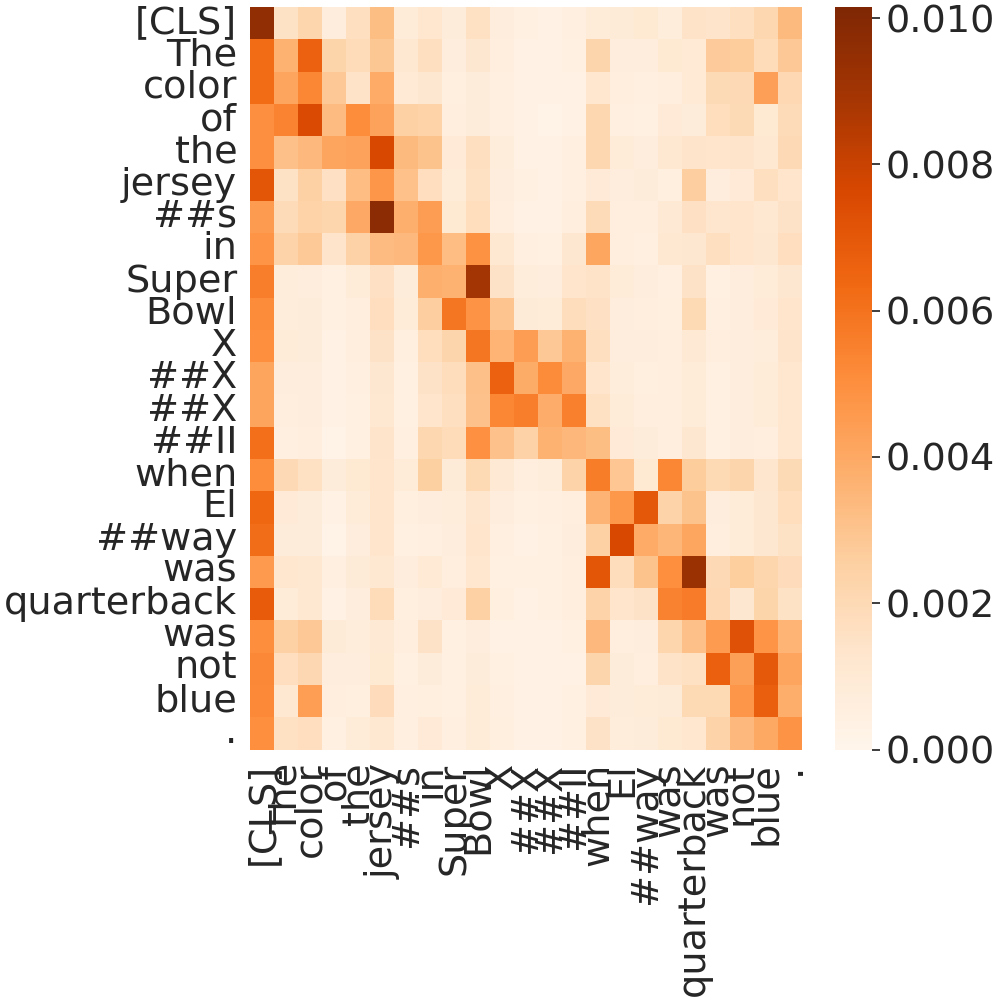 [CLS]
The
color
of
the
jersey
##s
in
Super
Bowl
X
##X
##X
##II
when
El
##way
was
quarterback
was
not
blue
.
[CLS]
The
color
of
the
jersey
##s
in
Super
Bowl
X
##X
##X
##II
when
El
##way
was
quarterback
was
not
blue
.
0.010
0.008
0.006
0.004
0.002
0.000